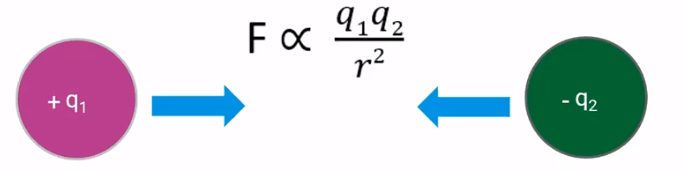 F ∝ q₁q₂ / r²
+ q₁
- q₂